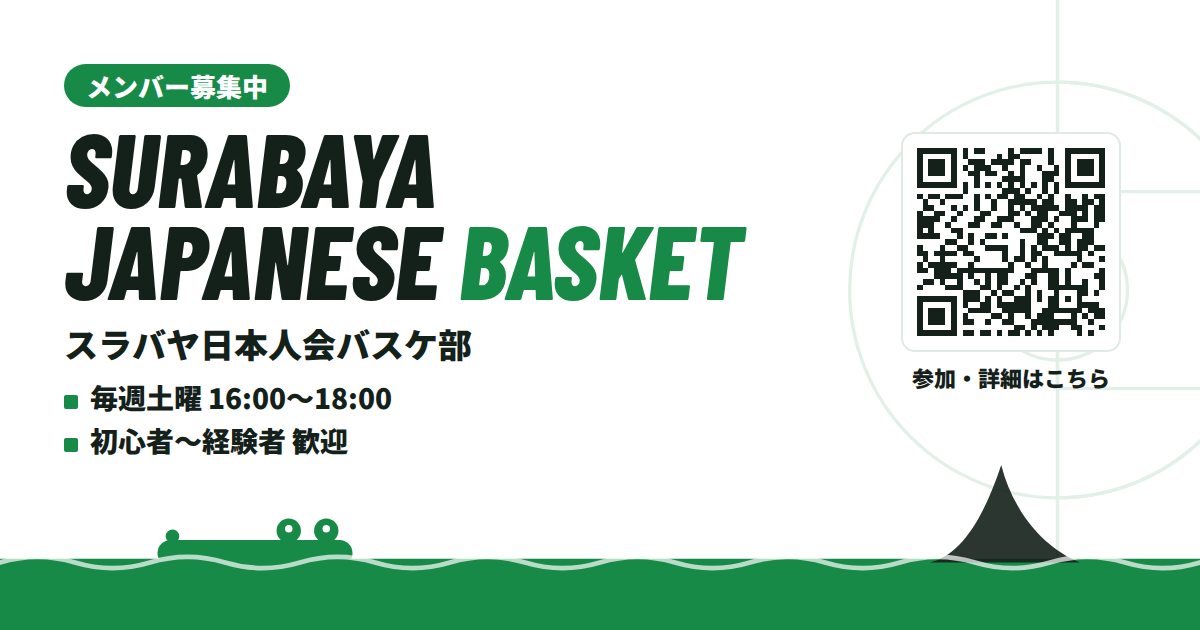 メンバー募集中
SURABAYA
JAPANESE BASKET
スラバヤ日本人会バスケ部
毎週土曜 16:00〜18:00
初心者〜経験者 歓迎
参加・詳細はこちら